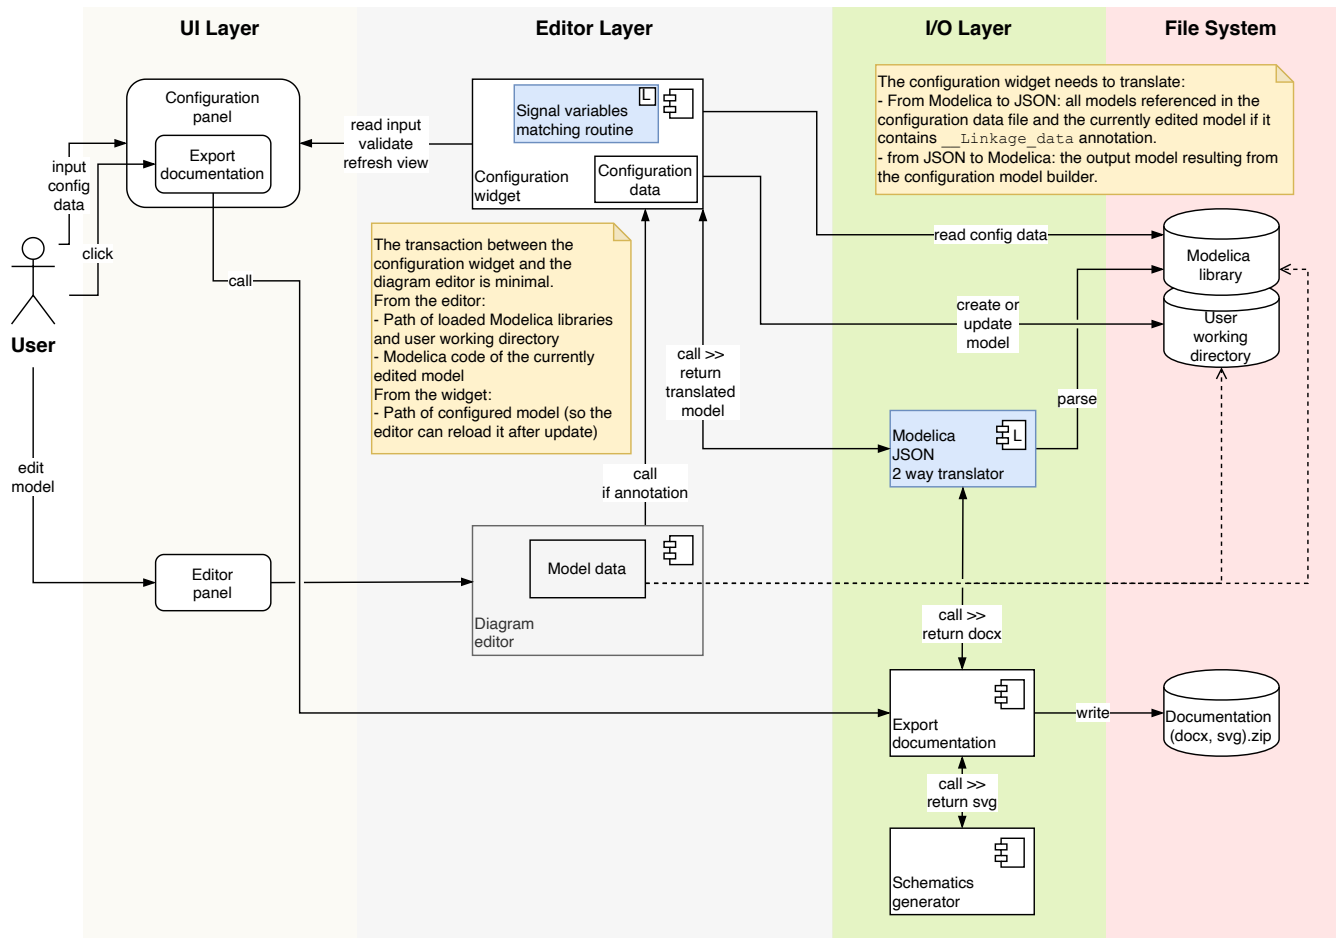 UI Layer
Editor Layer
I/O Layer
File System
Configuration
panel
Export
documentation
input
config
data
click
call
User
edit
model
Editor
panel
read input
validate
refresh view
Signal variables
matching routine
L
Configuration
widget
Configuration
data
The transaction between the
configuration widget and the
diagram editor is minimal.
From the editor:
- Path of loaded Modelica libraries
and user working directory
- Modelica code of the currently
edited model
From the widget:
- Path of configured model (so the
editor can reload it after update)
call
if annotation
call >>
return
translated
model
Model data
Diagram
editor
The configuration widget needs to translate:
- From Modelica to JSON: all models referenced in the
configuration data file and the currently edited model if it
contains __Linkage_data annotation.
- from JSON to Modelica: the output model resulting from
the configuration model builder.
read config data
create or
update
model
Modelica
library
User
working
directory
parse
Modelica
JSON
2 way translator
L
call >>
return docx
Export
documentation
write
Documentation
(docx, svg).zip
call >>
return svg
Schematics
generator